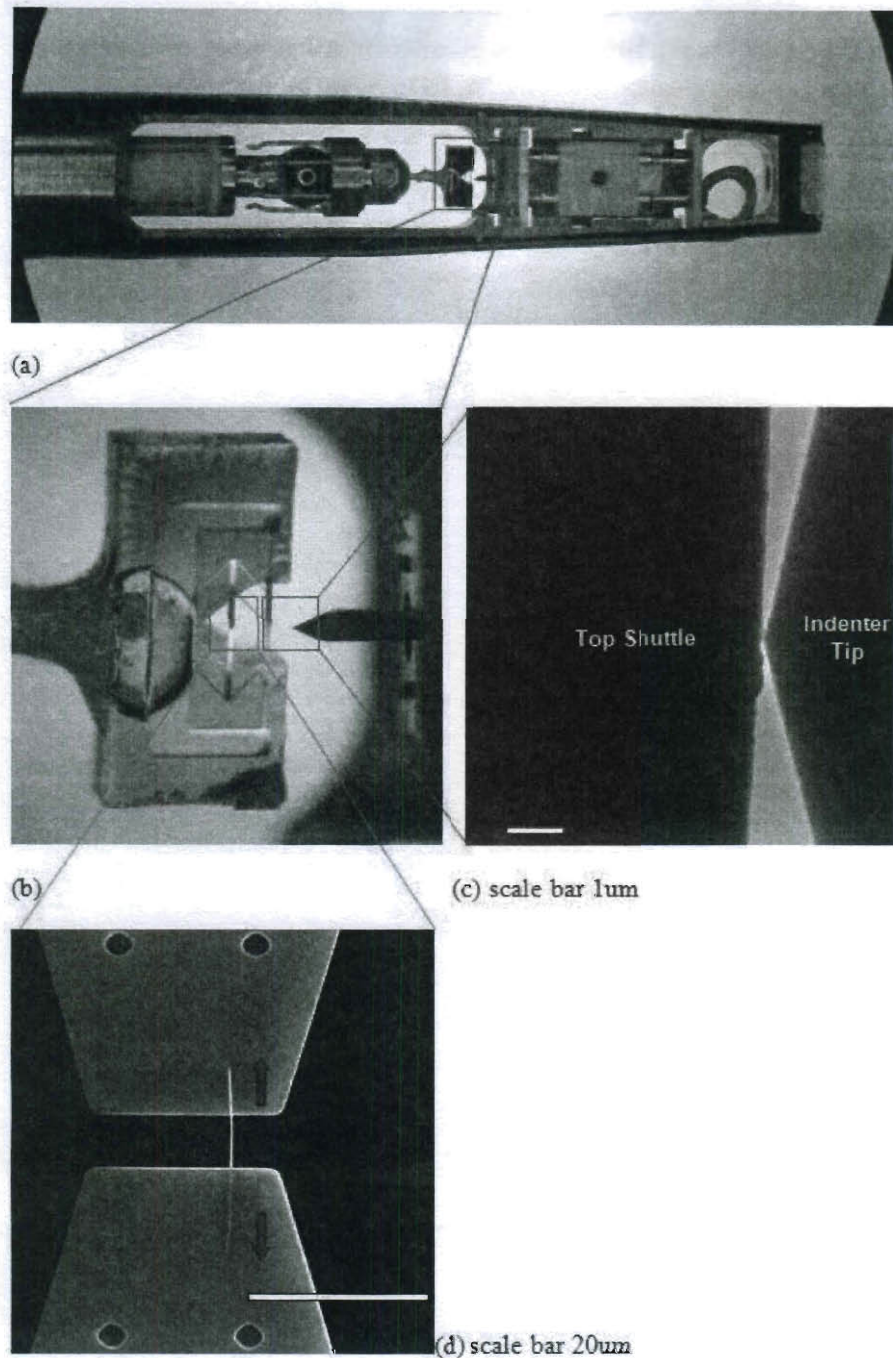 (a)
Top Shuttle
Indenter
Tip
(b)
(c) scale bar 1um
(d) scale bar 20um